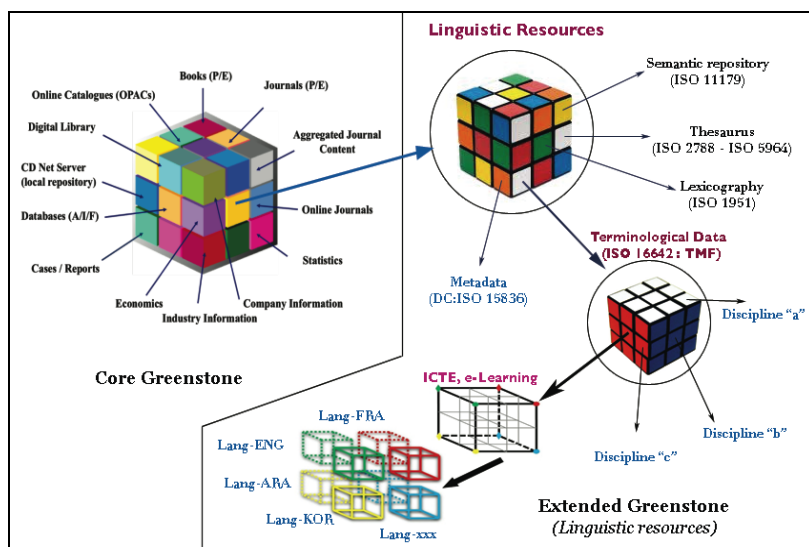 Books (P/E)
Journals (P/E)
Online Catalogues (OPACs)
Digital Library
Aggregated Journal
Content
CD Net Server
(local repository)
Databases (A/I/F)
Online Journals
Cases / Reports
Statistics
Economics
Company Information
Industry Information
Core Greenstone
Linguistic Resources
Semantic repository
(ISO 11179)
Thesaurus
(ISO 2788 - ISO 5964)
Lexicography
(ISO 1951)
Terminological Data
(ISO 16642 : TMF)
Metadata
(DC:ISO 15836)
Discipline “a”
Discipline “b”
Discipline “c”
ICTE, e-Learning
Lang-FRA
Lang-ENG
Lang-ARA
Lang-KOR
Lang-xxx
Extended Greenstone
(Linguistic resources)